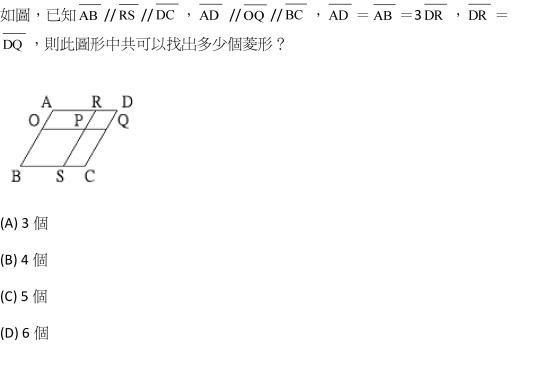 如圖，已知 AB // RS // DC ， AD // OQ // BC ， AD ＝ AB ＝3 DR ， DR ＝
DQ ，則此圖形中共可以找出多少個菱形？
A R D
O P Q
B S C
(A) 3 個
(B) 4 個
(C) 5 個
(D) 6 個